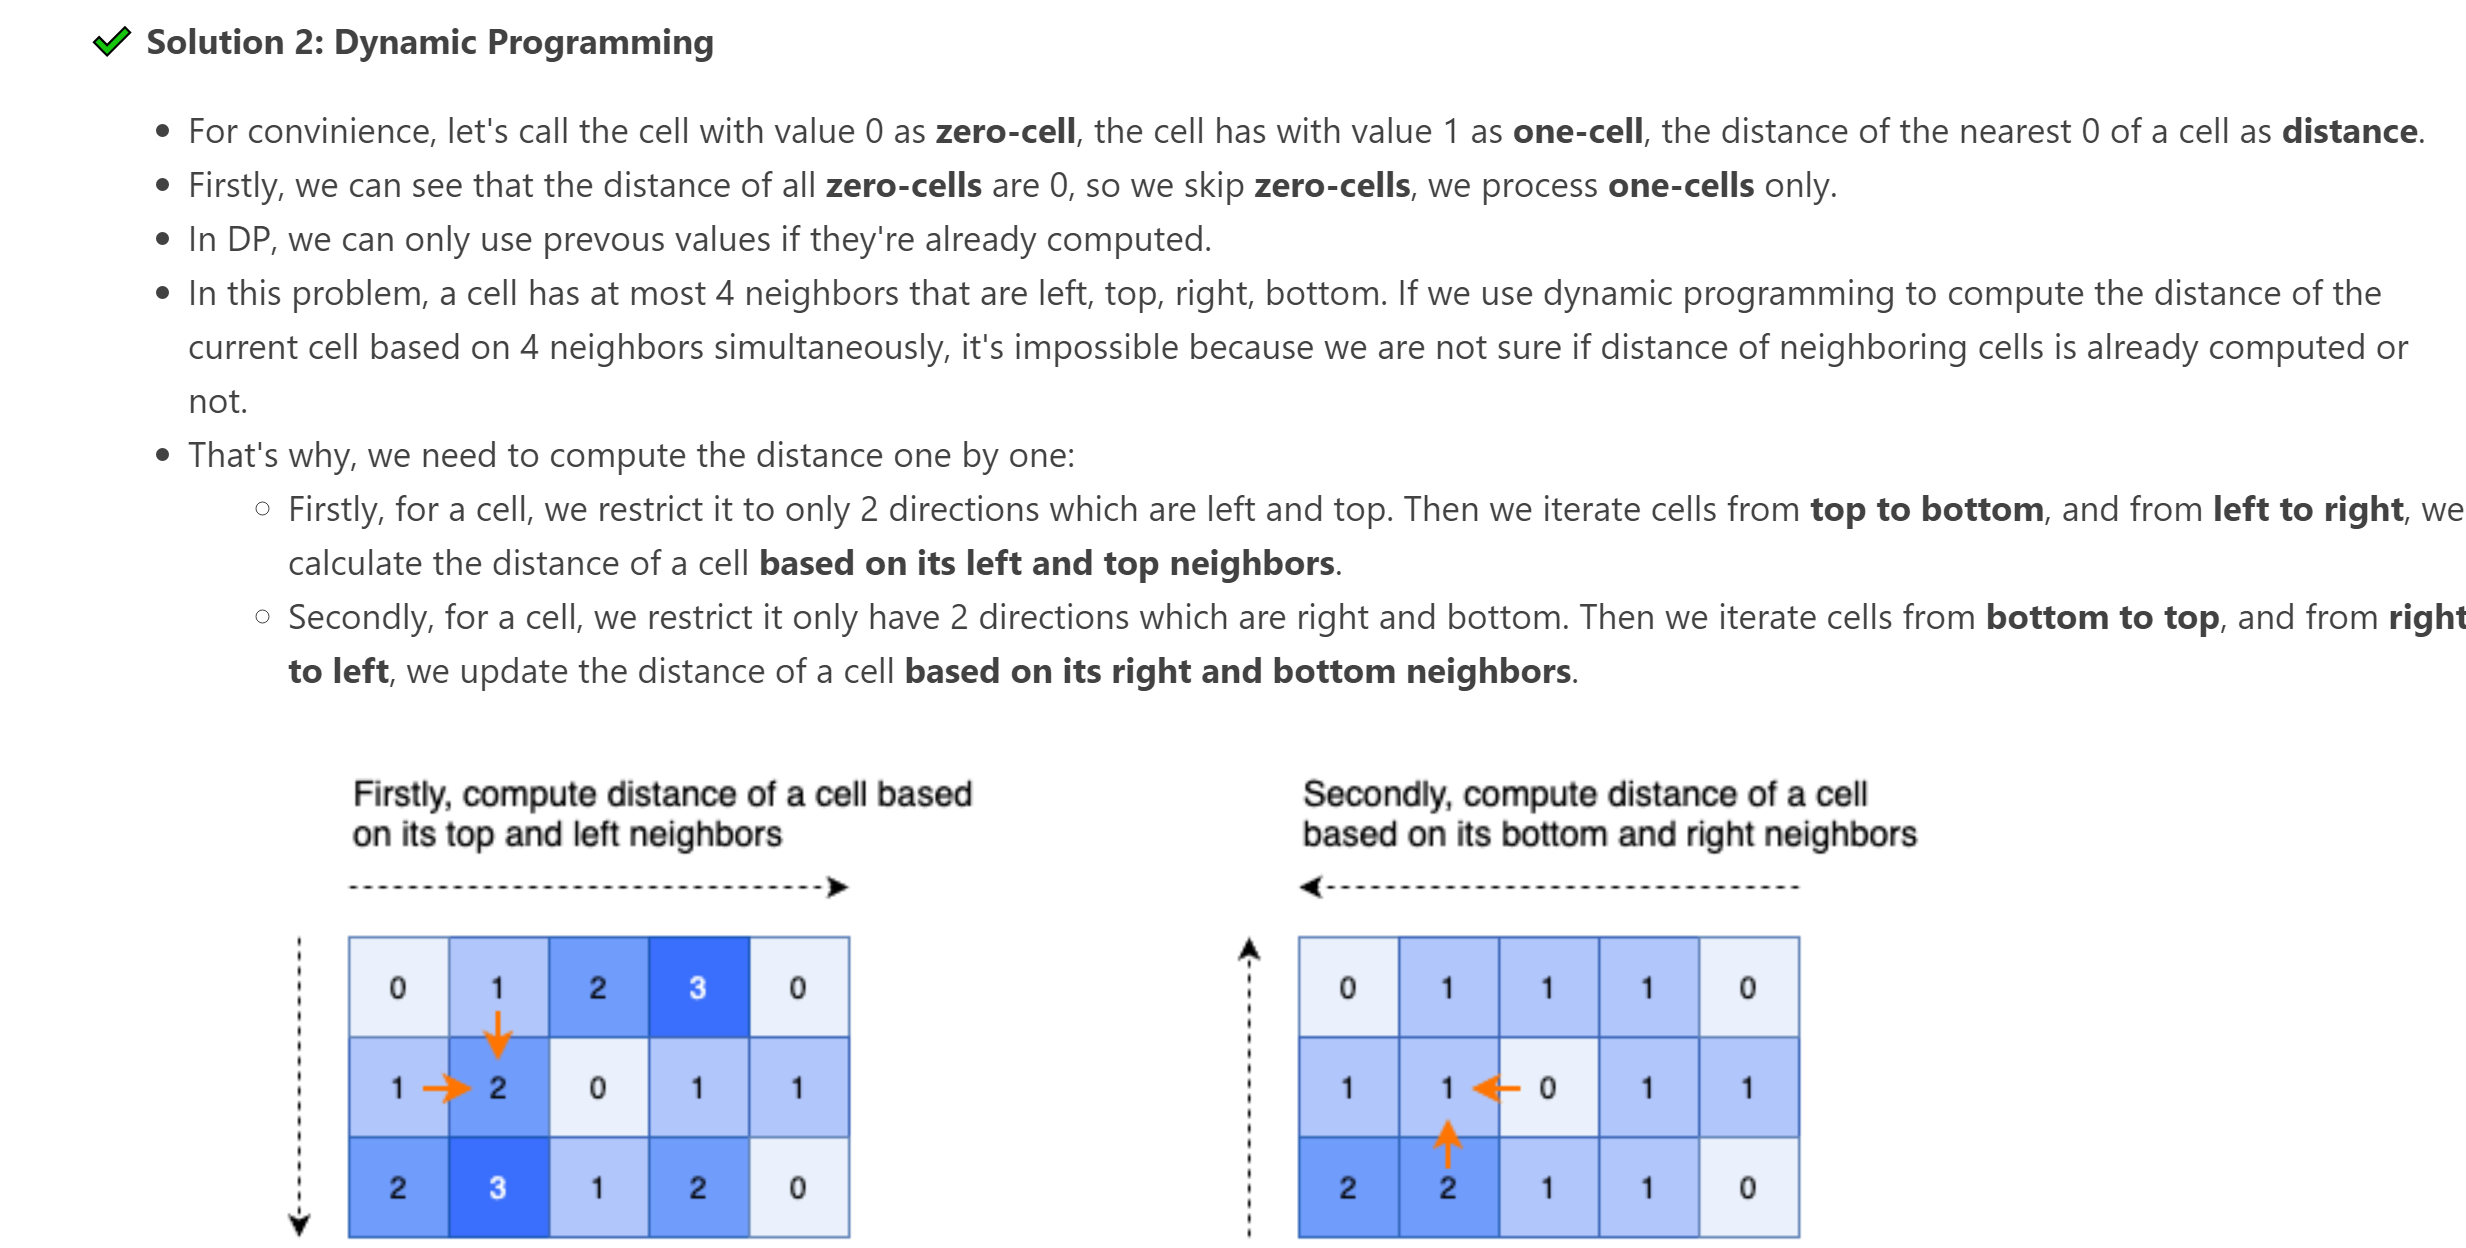 Solution 2: Dynamic Programming
For convinience, let's call the cell with value 0 as zero-cell, the cell has with value 1 as one-cell, the distance of the nearest 0 of a cell as distance.
Firstly, we can see that the distance of all zero-cells are 0, so we skip zero-cells, we process one-cells only.
In DP, we can only use prevous values if they're already computed.
In this problem, a cell has at most 4 neighbors that are left, top, right, bottom. If we use dynamic programming to compute the distance of the
current cell based on 4 neighbors simultaneously, it's impossible because we are not sure if distance of neighboring cells is already computed or
not.
That's why, we need to compute the distance one by one:
Firstly, for a cell, we restrict it to only 2 directions which are left and top. Then we iterate cells from top to bottom, and from left to right, we
calculate the distance of a cell based on its left and top neighbors.
Secondly, for a cell, we restrict it only have 2 directions which are right and bottom. Then we iterate cells from bottom to top, and from right
to left, we update the distance of a cell based on its right and bottom neighbors.
Firstly, compute distance of a cell based
on its top and left neighbors
0 1 2 3 0
1 2 0 1 1
2 3 1 2 0
Secondly, compute distance of a cell
based on its bottom and right neighbors
0 1 1 1 0
1 1 0 1 1
2 2 1 1 0